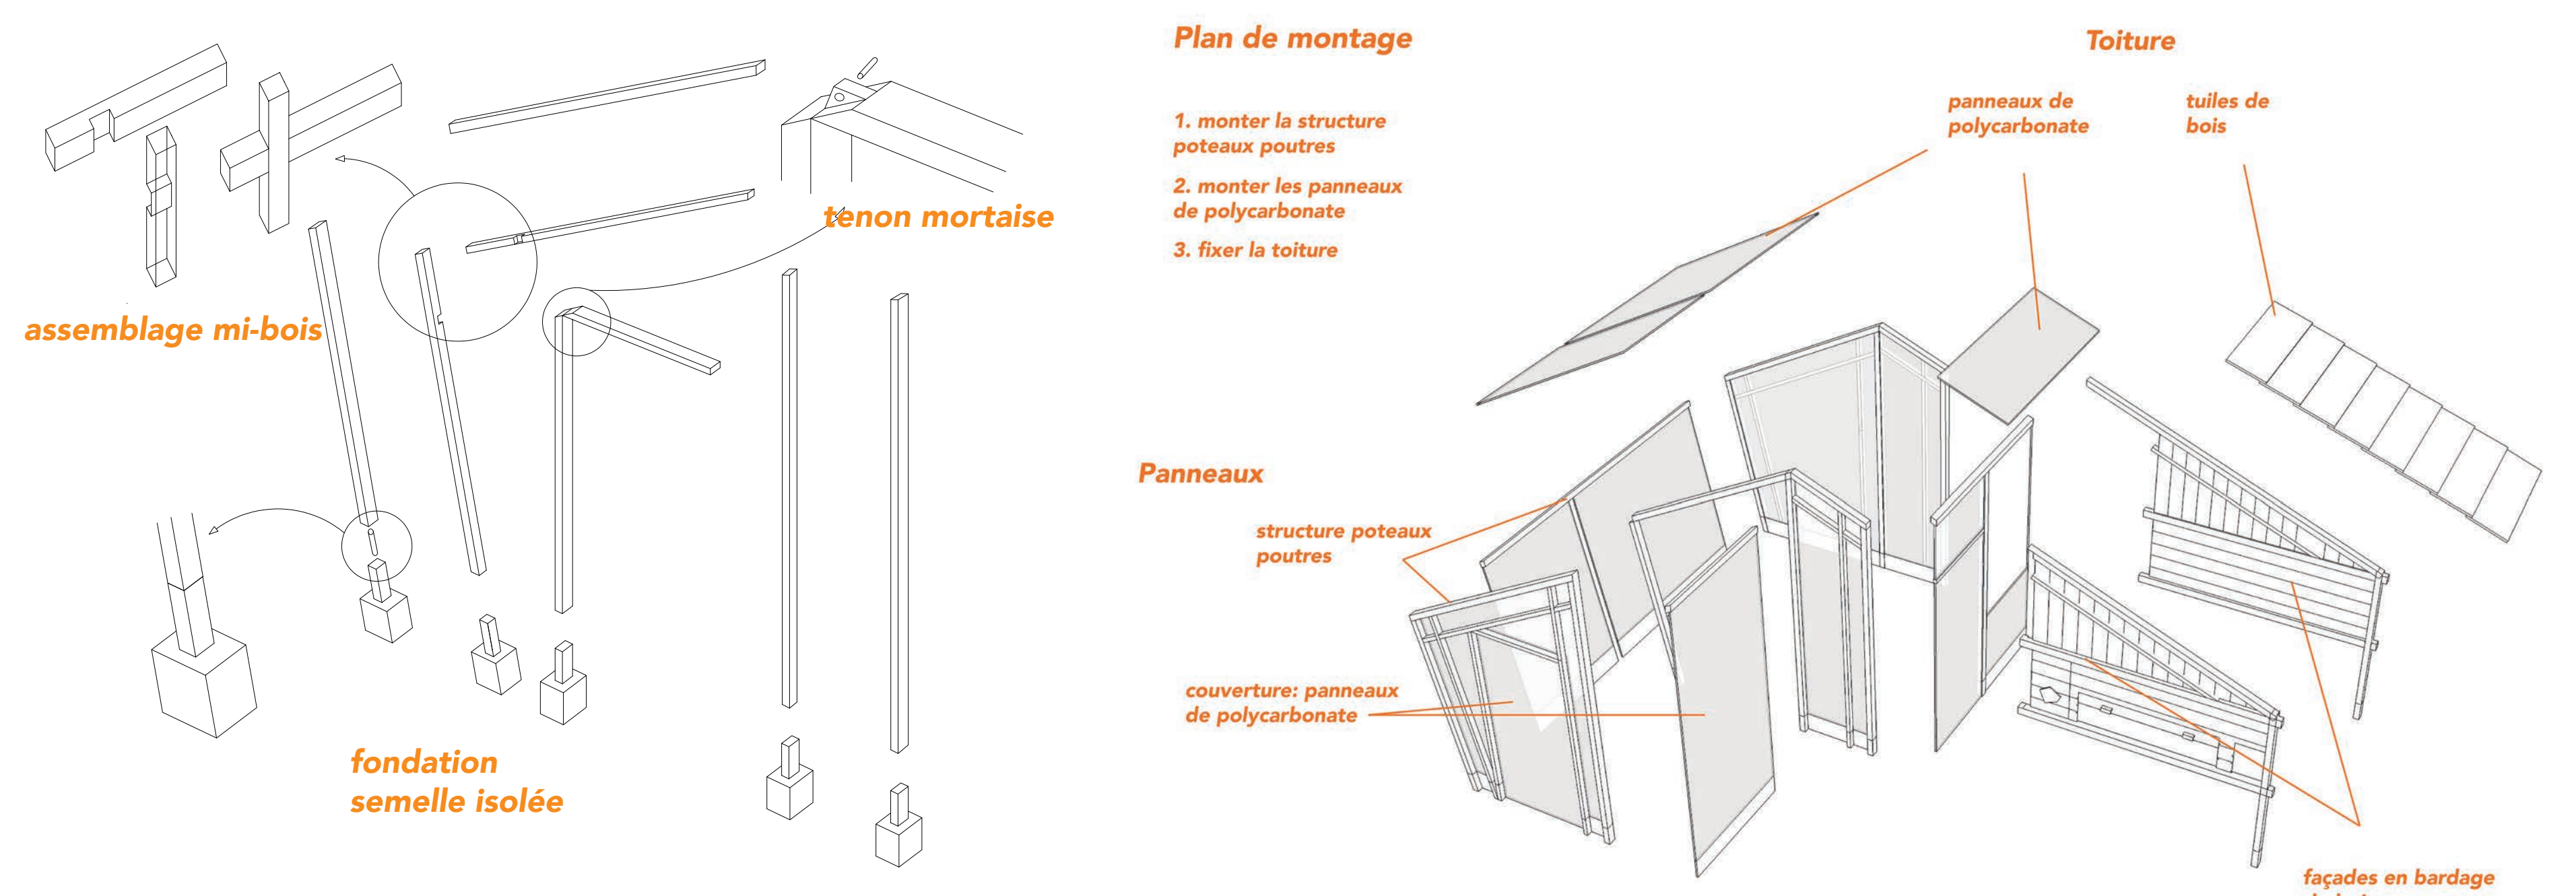 tenon mortaise
assemblage mi-bois
fondation
semelle isolée
Plan de montage
1. monter la structure
poteaux poutres
2. monter les panneaux
de polycarbonate
3. fixer la toiture
Toiture
panneaux de
polycarbonate
tuiles de
bois
Panneaux
structure poteaux
poutres
couverture: panneaux
de polycarbonate
façades en bardage